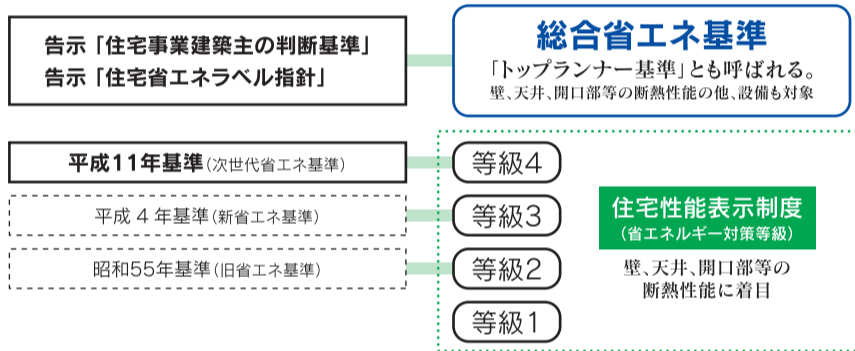 告示「住宅事業建築主の判断基準」
告示「住宅省エネラベル指針」
総合省エネ基準
「トップランナー基準」とも呼ばれる。
壁、天井、開口部等の断熱性能の他、設備も対象
平成11年基準(次世代省エネ基準)
等級4
平成4年基準(新省エネ基準)
等級3
昭和55年基準(旧省エネ基準)
等級2
等級1
住宅性能表示制度
(省エネルギー対策等級)
壁、天井、開口部等の
断熱性能に着目